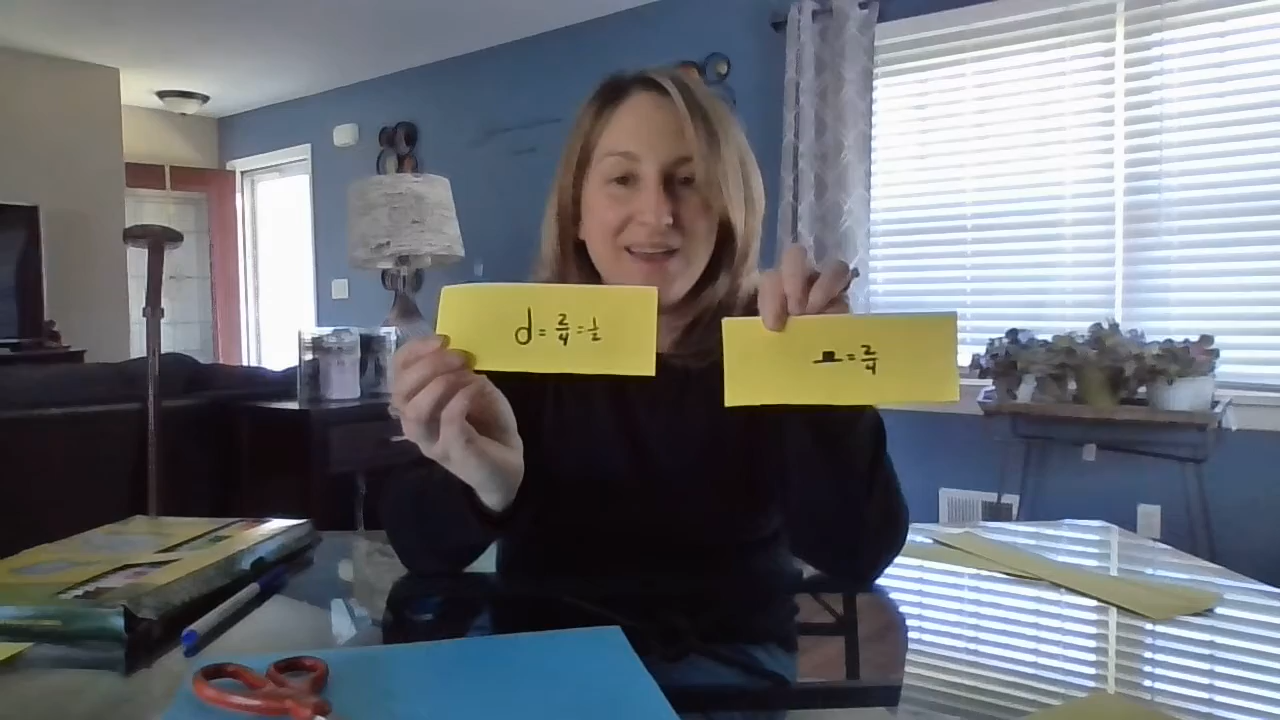 d = 2/4 = 1/2
𝄼 = 2/4